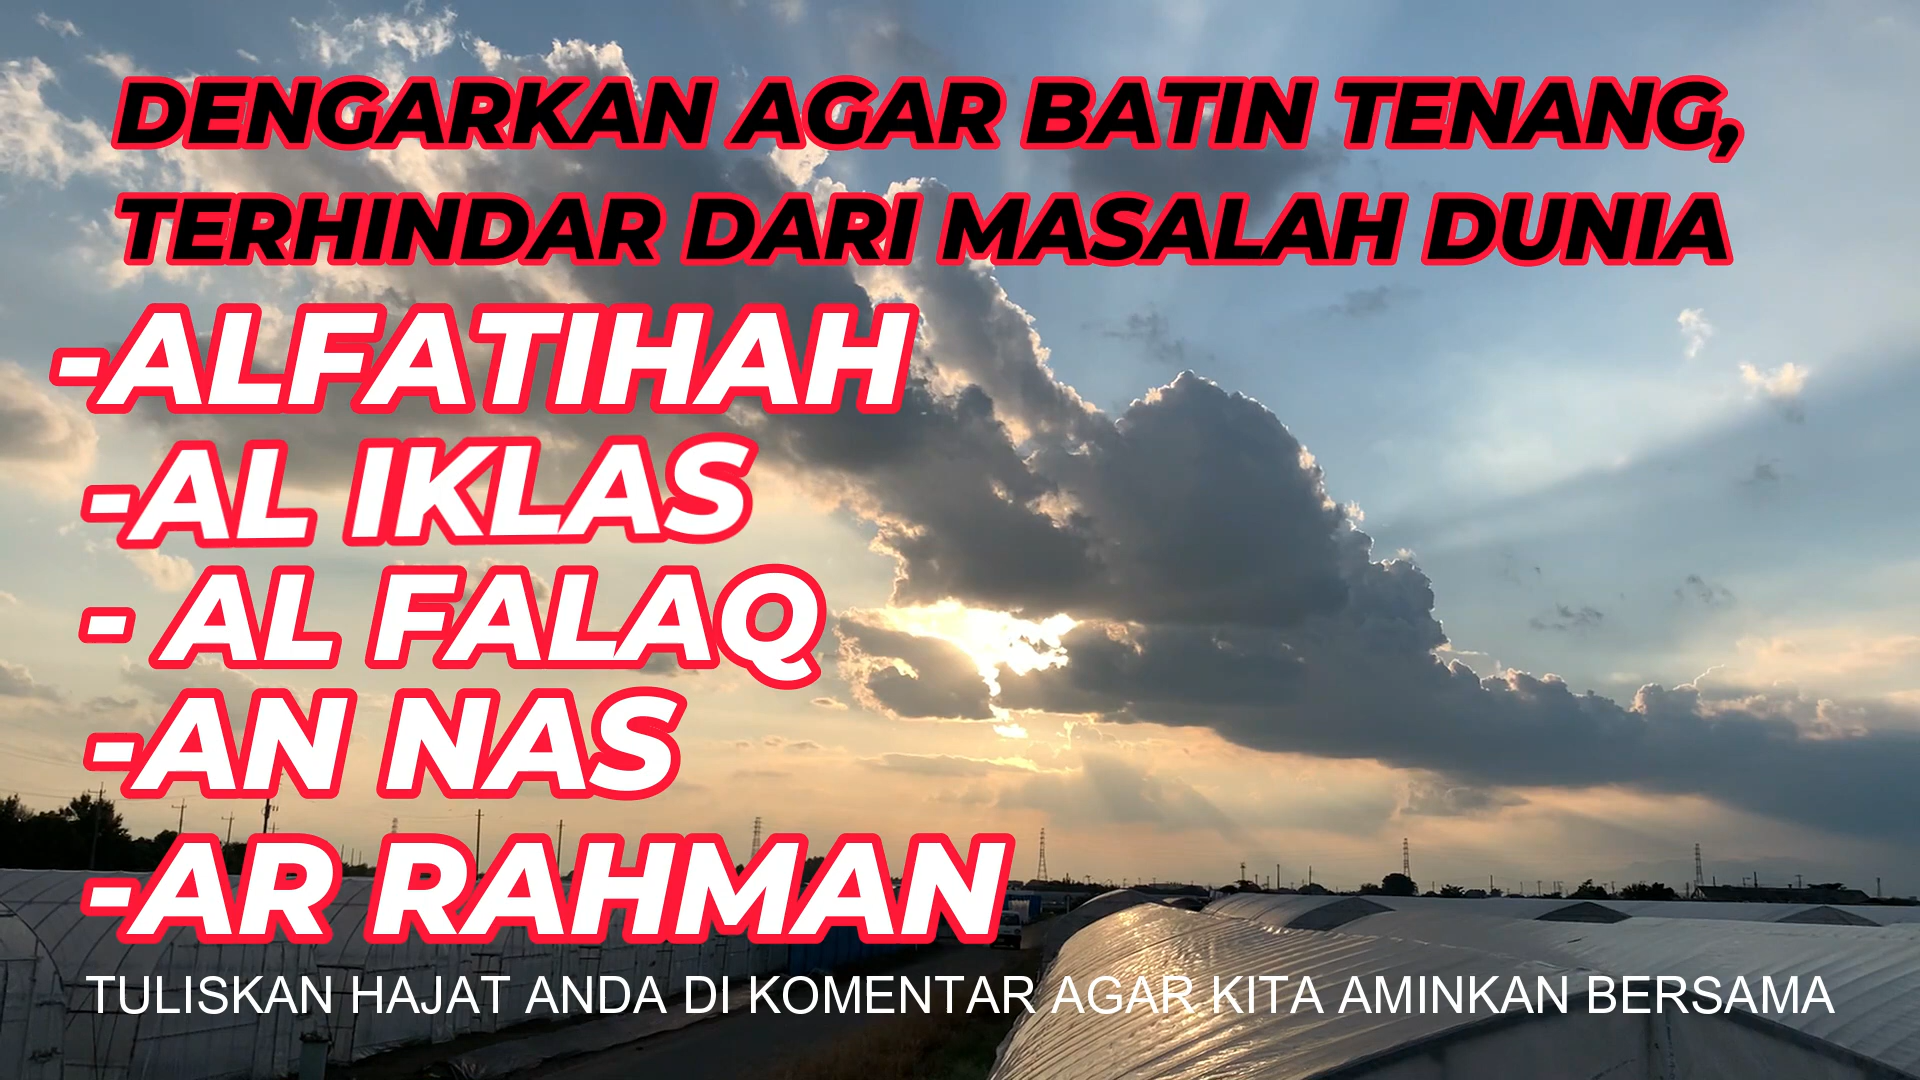 DENGARKAN AGAR BATIN TENANG,
TERHINDAR DARI MASALAH DUNIA
-ALFATIHAH
-AL IKLAS
- AL FALAQ
-AN NAS
-AR RAHMAN
TULISKAN HAJAT ANDA DI KOMENTAR AGAR KITA AMINKAN BERSAMA